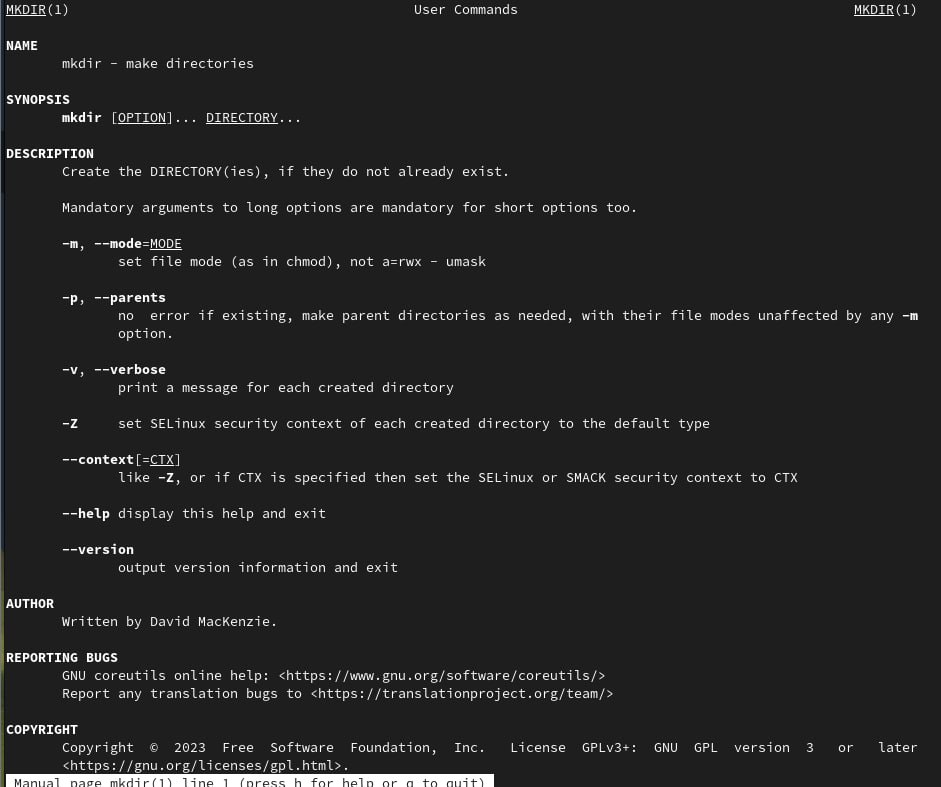 MKDIR(1) User Commands MKDIR(1)
NAME
mkdir - make directories
SYNOPSIS
mkdir [OPTION]... DIRECTORY...
DESCRIPTION
Create the DIRECTORY(ies), if they do not already exist.
Mandatory arguments to long options are mandatory for short options too.
-m, --mode=MODE
set file mode (as in chmod), not a=rwx - umask
-p, --parents
no  error if existing, make parent directories as needed, with their file modes unaffected by any -m
option.
-v, --verbose
print a message for each created directory
-Z set SELinux security context of each created directory to the default type
--context[=CTX]
like -Z, or if CTX is specified then set the SELinux or SMACK security context to CTX
--help display this help and exit
--version
output version information and exit
AUTHOR
Written by David MacKenzie.
REPORTING BUGS
GNU coreutils online help: <https://www.gnu.org/software/coreutils/>
Report any translation bugs to <https://translationproject.org/team/>
COPYRIGHT
Copyright © 2023 Free Software Foundation, Inc. License GPLv3+: GNU GPL version 3 or later
<https://gnu.org/licenses/gpl.html>.
Manual page mkdir(1) line 1 (press h for help or q to quit)